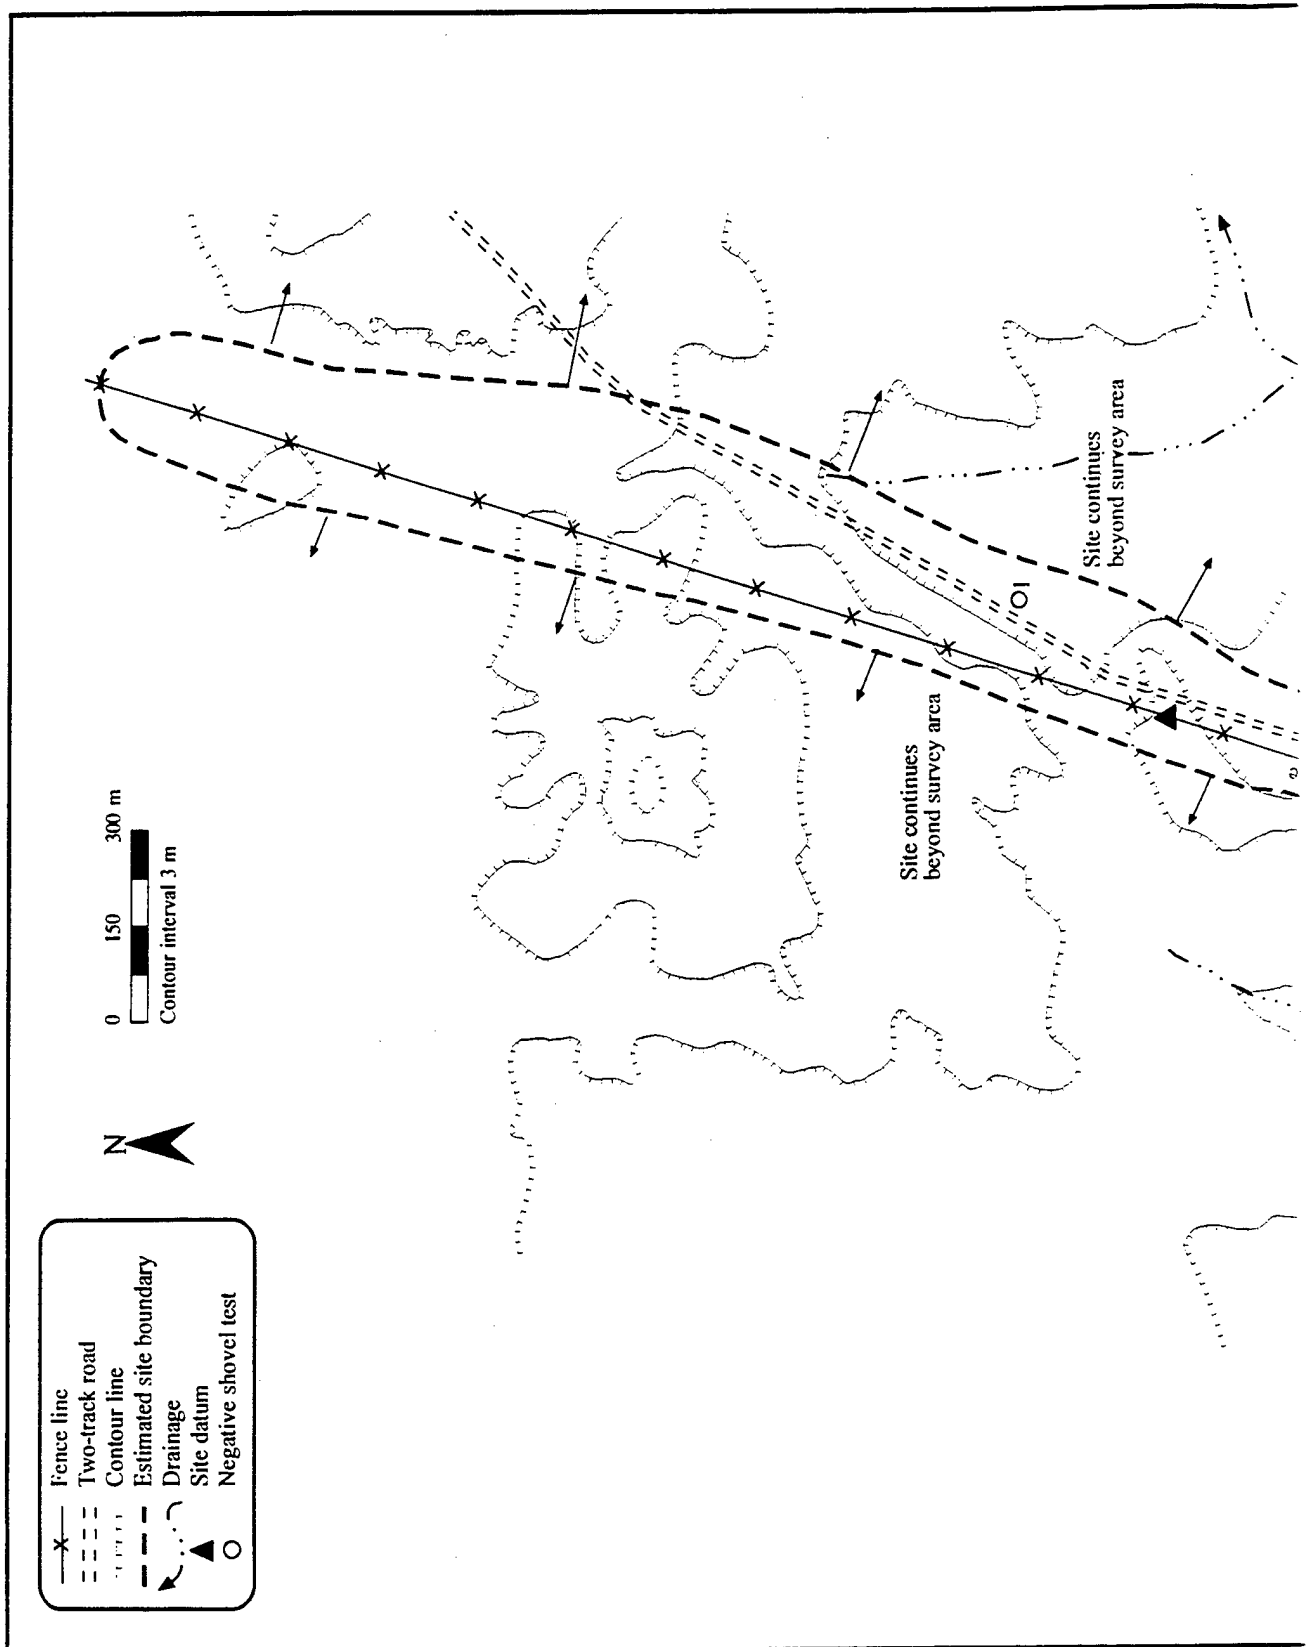 Fence line
Two-track road
Contour line
Estimated site boundary
Drainage
Site datum
Negative shovel test
N
0 150 300 m
Contour interval 3 m
Site continues
beyond survey area
Site continues
beyond survey area
1